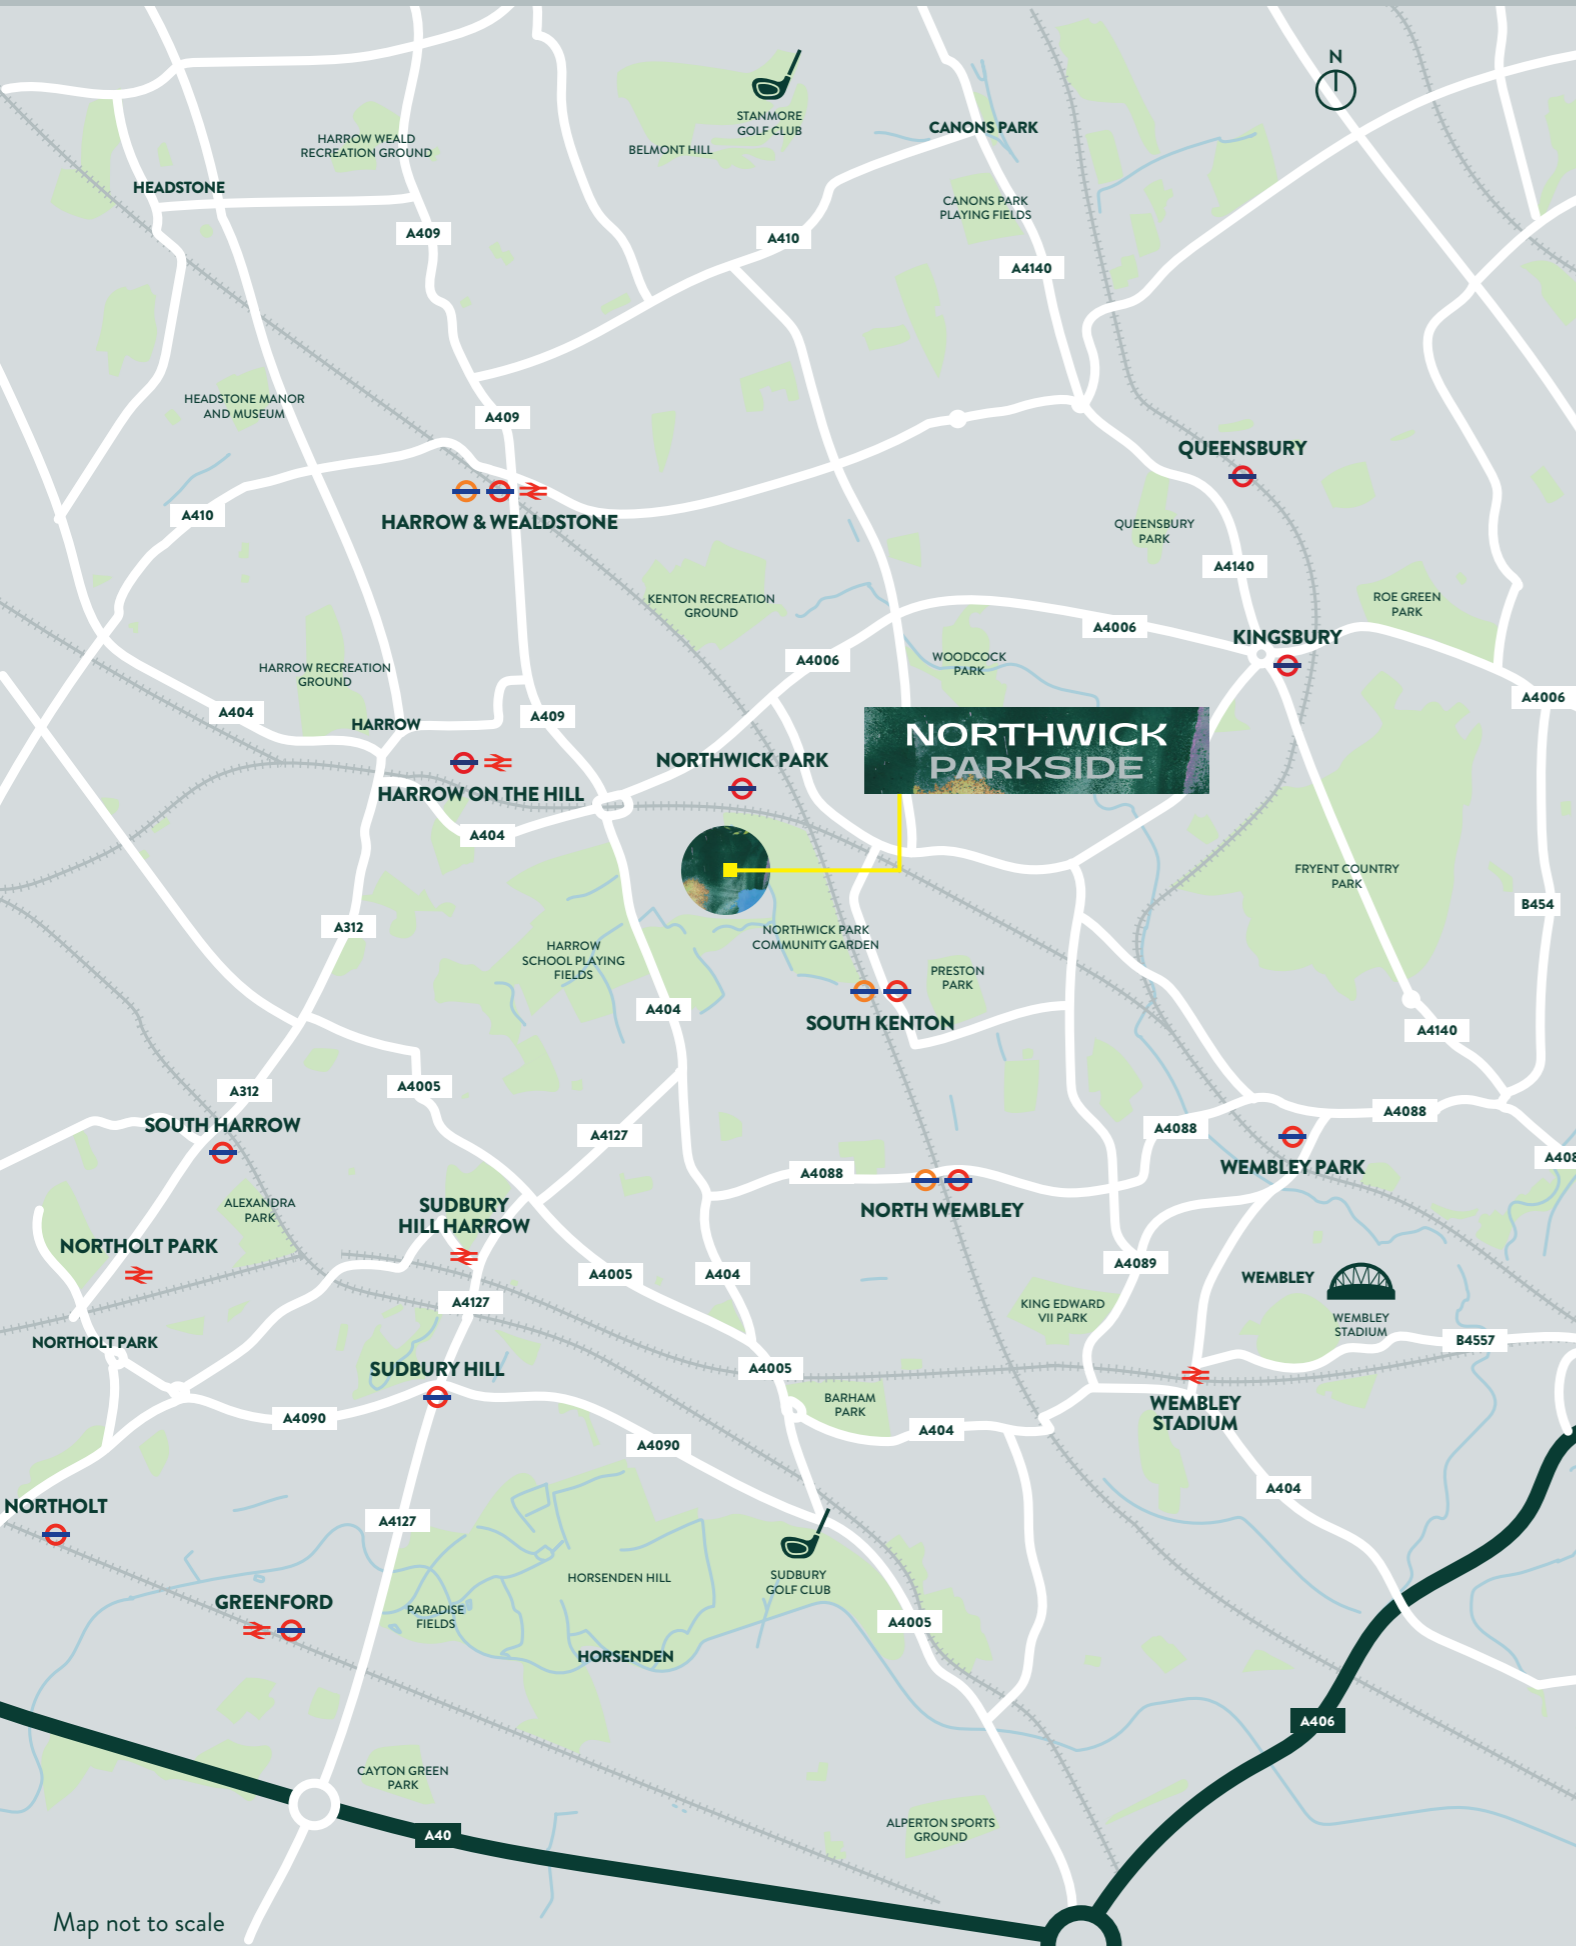 N
STANMORE
GOLF CLUB
CANONS PARK
HARROW WEALD
RECREATION GROUND
BELMONT HILL
HEADSTONE
CANONS PARK
PLAYING FIELDS
A409
A410
A4140
HEADSTONE MANOR
AND MUSEUM
A409
QUEENSBURY
A410
HARROW & WEALDSTONE
QUEENSBURY
PARK
A4140
KENTON RECREATION
GROUND
ROE GREEN
PARK
A4006
KINGSBURY
A4006
WOODCOCK
PARK
HARROW RECREATION
GROUND
A4006
A404
HARROW
A409
NORTHWICK
PARKSIDE
NORTHWICK PARK
HARROW ON THE HILL
A404
FRYENT COUNTRY
PARK
B454
A312
NORTHWICK PARK
COMMUNITY GARDEN
HARROW
SCHOOL PLAYING
FIELDS
PRESTON
PARK
A404
SOUTH KENTON
A4140
A312
A4005
SOUTH HARROW
A4127
A4088
A4088
A408
WEMBLEY PARK
A4088
ALEXANDRA
PARK
SUDBURY
HILL HARROW
NORTH WEMBLEY
NORTHOLT PARK
A4005
A404
A4089
WEMBLEY
A4127
KING EDWARD
VII PARK
WEMBLEY
STADIUM
NORTHOLT PARK
B4557
SUDBURY HILL
A4005
BARHAM
PARK
WEMBLEY
STADIUM
A4090
A404
A4090
A404
NORTHOLT
A4127
HORSENDEN HILL
SUDBURY
GOLF CLUB
GREENFORD
PARADISE
FIELDS
A4005
HORSENDEN
A406
CAYTON GREEN
PARK
ALPERTON SPORTS
GROUND
A40
Map not to scale